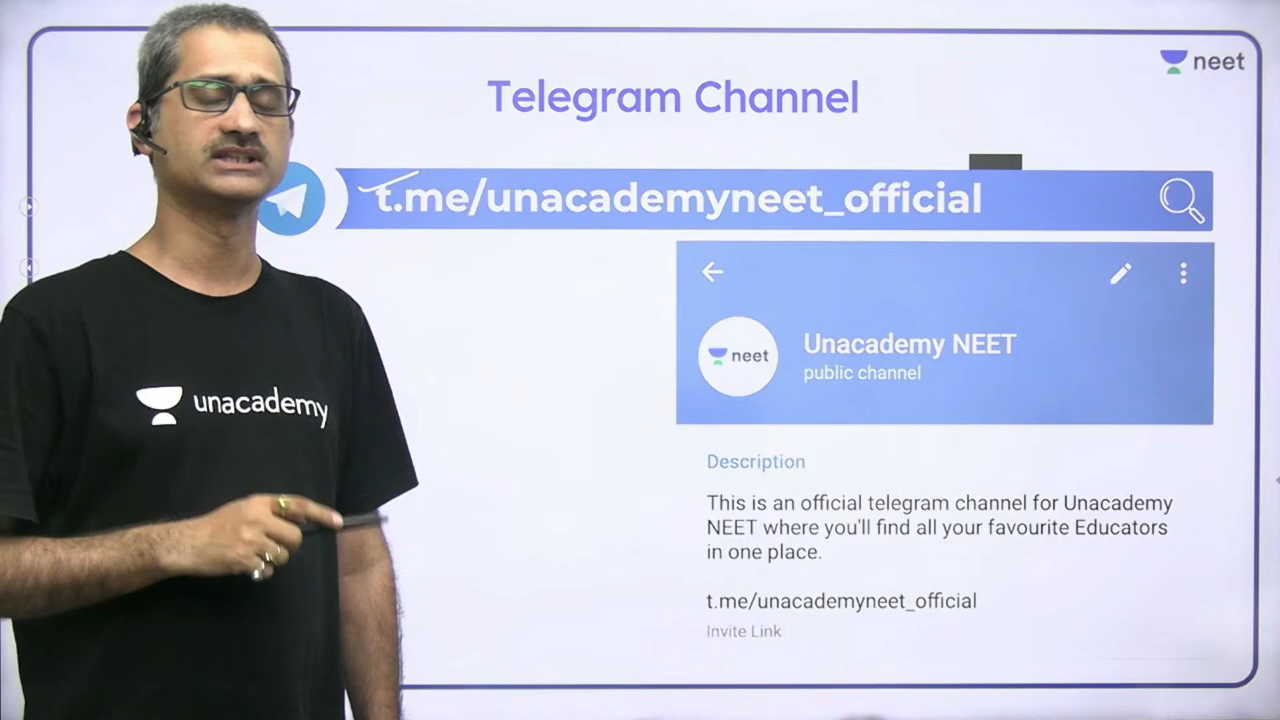 neet
Telegram Channel
t.me/unacademyneet_official
neet
Unacademy NEET
public channel
unacademy
Description
This is an official telegram channel for Unacademy
NEET where you'll find all your favourite Educators
in one place.
t.me/unacademyneet_official
Invite Link